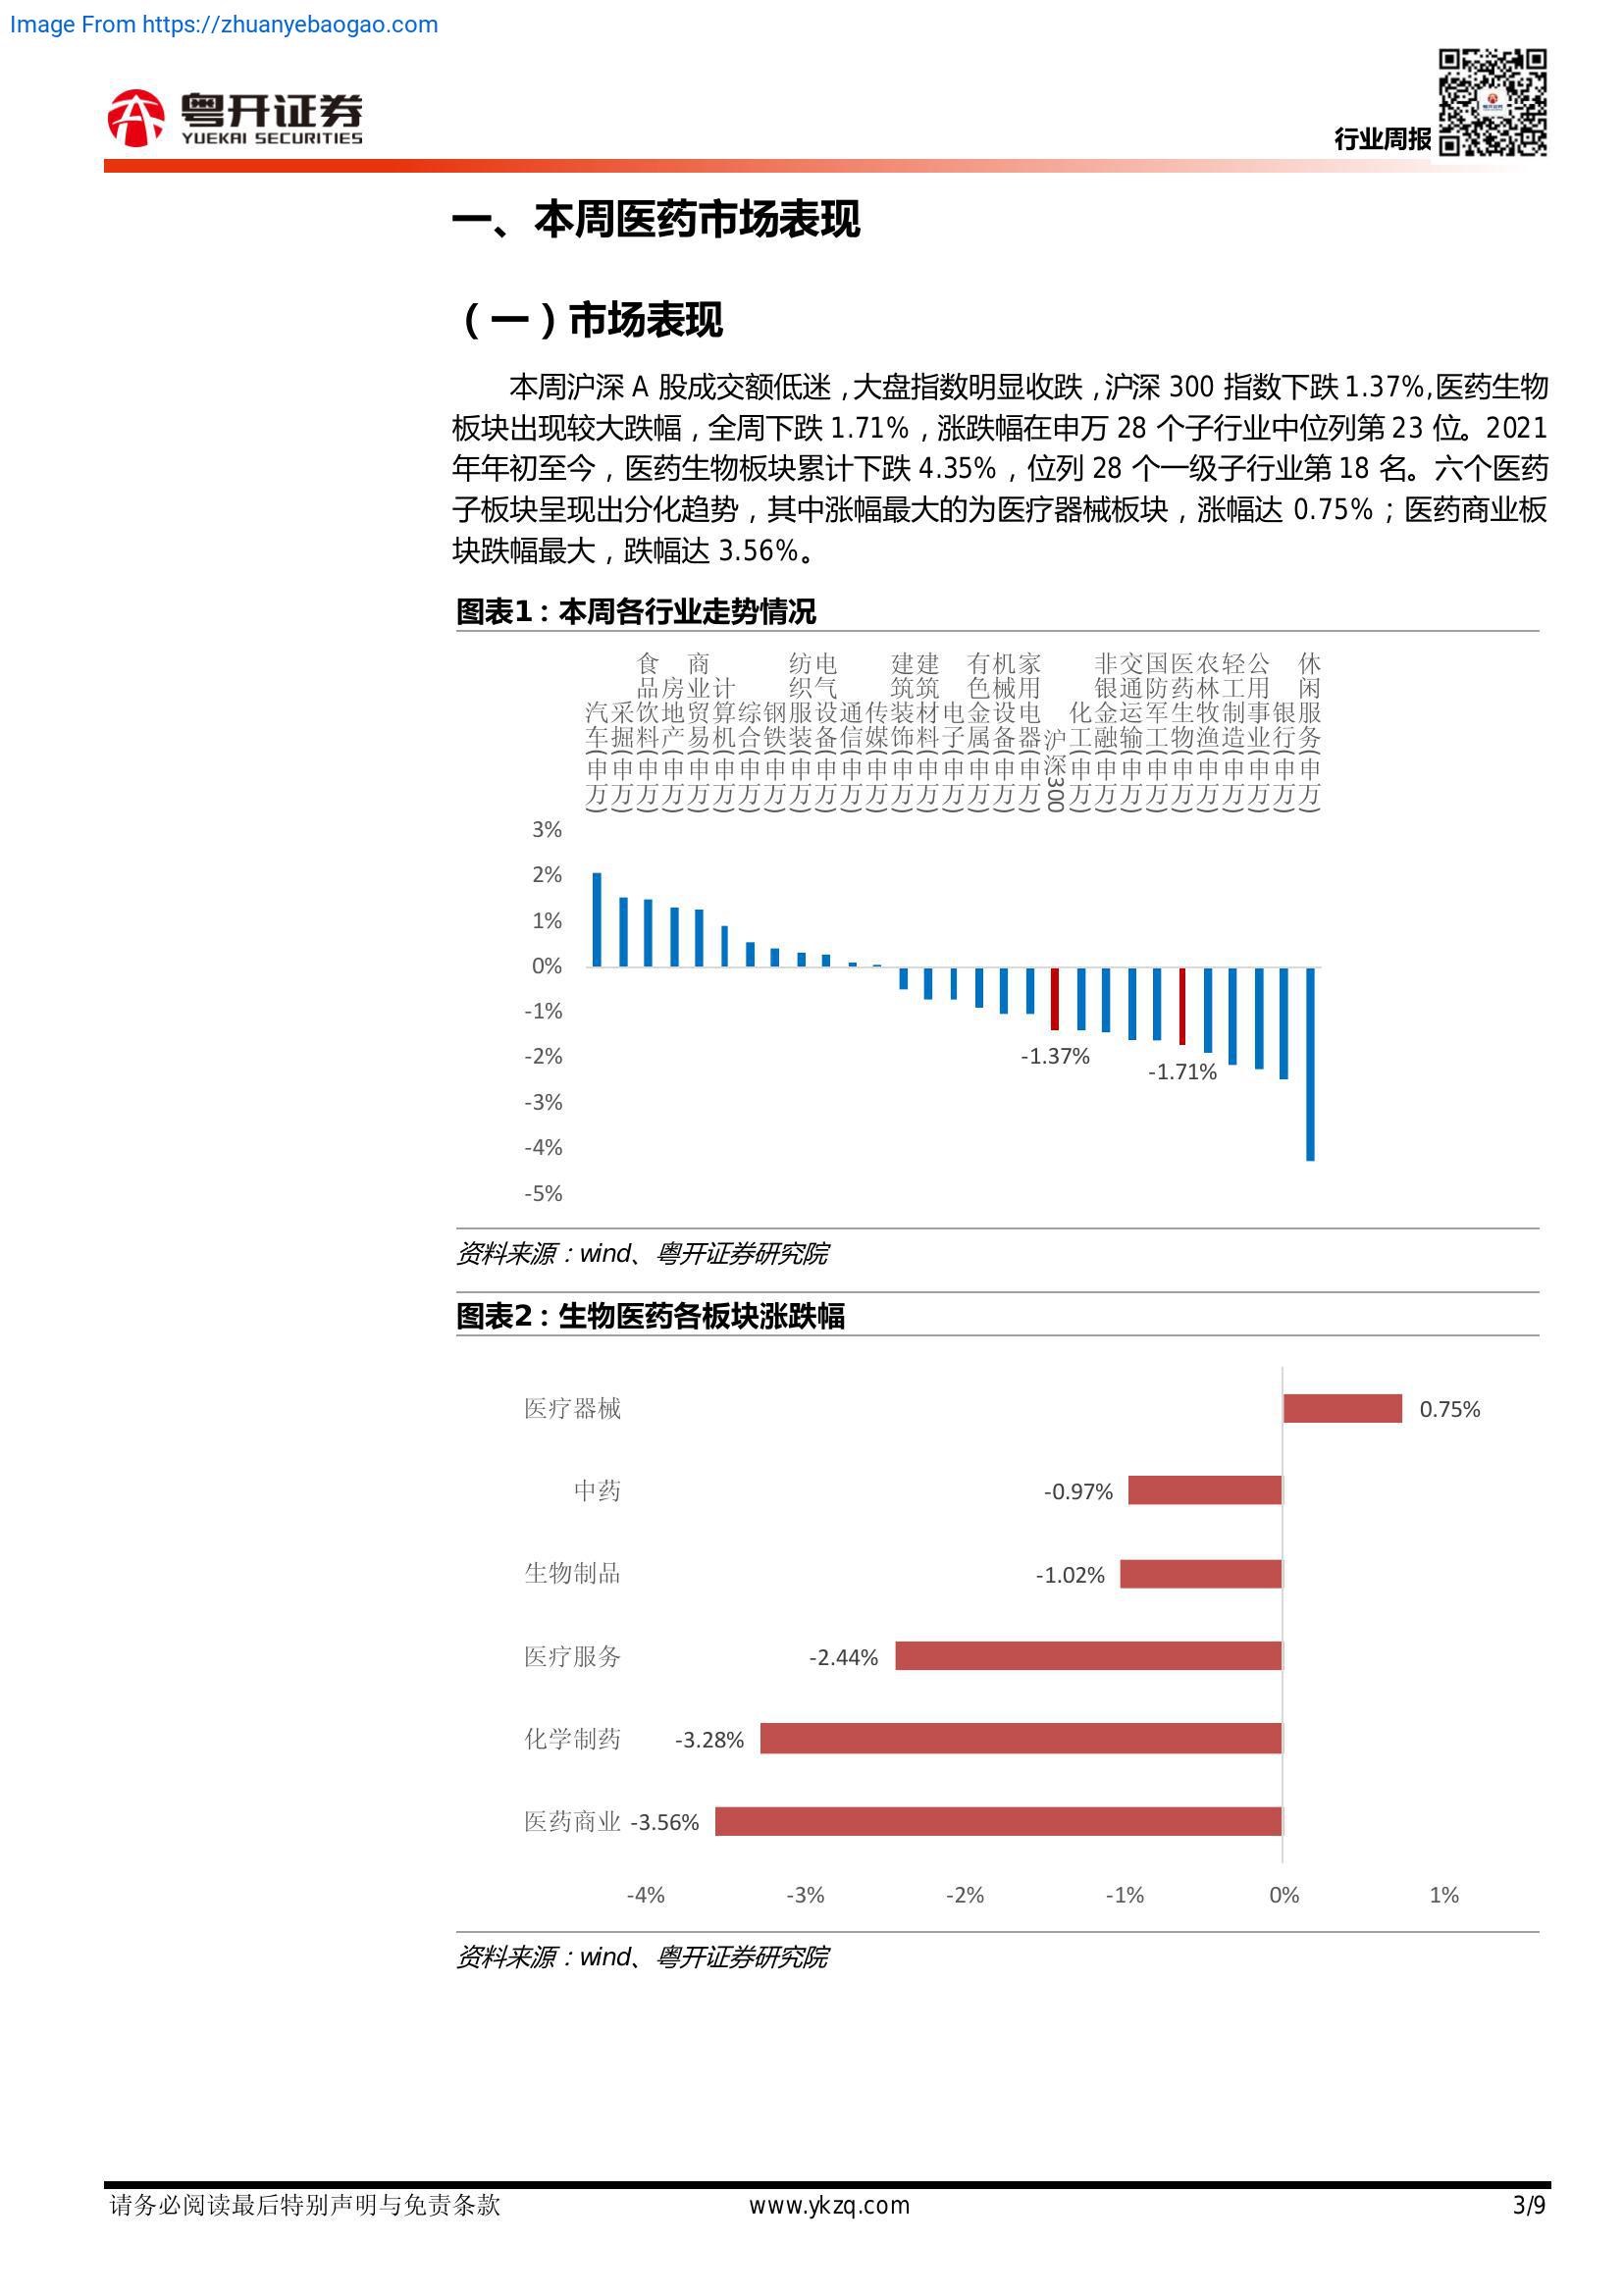 Image From https://zhuanyebaogao.com
粤开证券
YUEKAI SECURITIES
行业周报
一、本周医药市场表现
（一）市场表现
本周沪深 A 股成交额低迷，大盘指数明显收跌，沪深 300 指数下跌 1.37%,医药生物
板块出现较大跌幅，全周下跌 1.71%，涨跌幅在申万 28 个子行业中位列第 23 位。2021
年年初至今，医药生物板块累计下跌 4.35%，位列 28 个一级子行业第 18 名。六个医药
子板块呈现出分化趋势，其中涨幅最大的为医疗器械板块，涨幅达 0.75%；医药商业板
块跌幅最大，跌幅达 3.56%。
图表1：本周各行业走势情况
汽车(申万)
采掘(申万)
食品饮料(申万)
房地产(申万)
商业贸易(申万)
计算机(申万)
综合(申万)
钢铁(申万)
纺织服装(申万)
电气设备(申万)
通信(申万)
传媒(申万)
建筑装饰(申万)
建筑材料(申万)
电子(申万)
有色金属(申万)
机械设备(申万)
家用电器(申万)
沪深300
化工(申万)
非银金融(申万)
交通运输(申万)
国防军工(申万)
医药生物(申万)
农林牧渔(申万)
轻工制造(申万)
公用事业(申万)
银行(申万)
休闲服务(申万)
3%
2%
1%
0%
-1%
-2%
-3%
-4%
-5%
-1.37%
-1.71%
资料来源：wind、粤开证券研究院
图表2：生物医药各板块涨跌幅
医疗器械 0.75%
中药 -0.97%
生物制品 -1.02%
医疗服务 -2.44%
化学制药 -3.28%
医药商业 -3.56%
-4% -3% -2% -1% 0% 1%
资料来源：wind、粤开证券研究院
请务必阅读最后特别声明与免责条款 www.ykzq.com 3/9